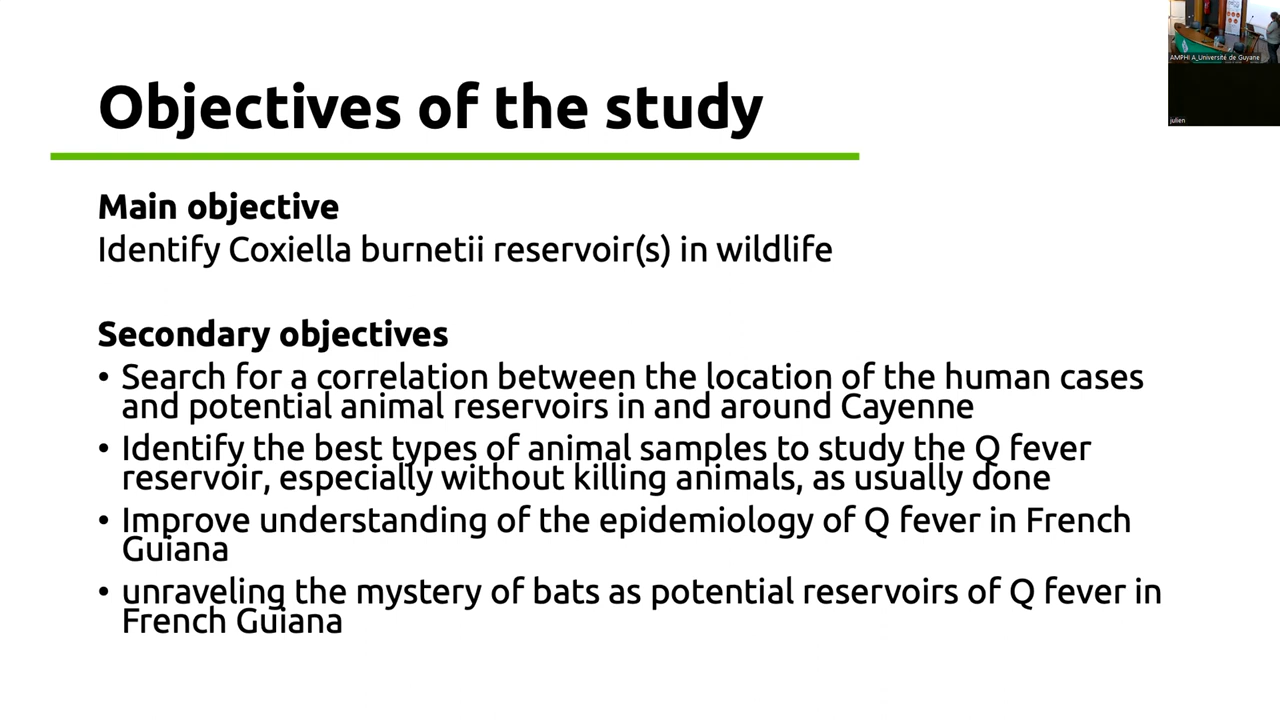 Objectives of the study
AMPHI A_Université de Guyane
julien
Main objective
Identify Coxiella burnetii reservoir(s) in wildlife
Secondary objectives
• Search for a correlation between the location of the human cases
and potential animal reservoirs in and around Cayenne
• Identify the best types of animal samples to study the Q fever
reservoir, especially without killing animals, as usually done
• Improve understanding of the epidemiology of Q fever in French
Guiana
• unraveling the mystery of bats as potential reservoirs of Q fever in
French Guiana